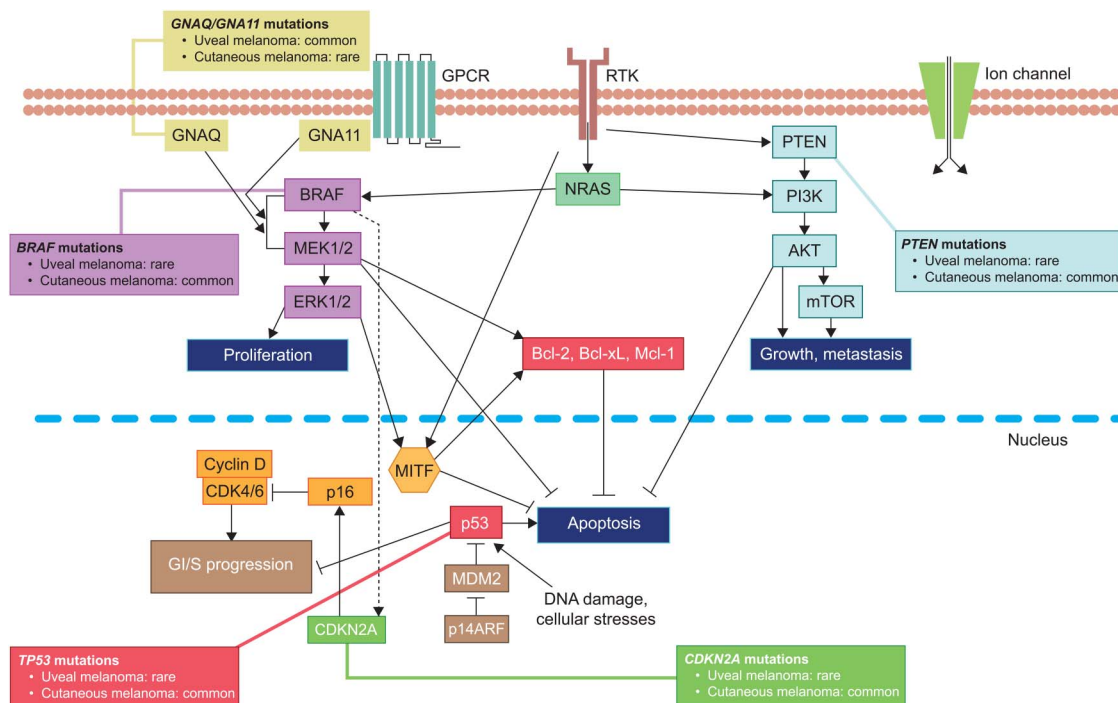 GNAQ/GNA11 mutations
• Uveal melanoma: common
• Cutaneous melanoma: rare
GPCR
RTK
Ion channel
GNAQ
GNA11
PTEN
BRAF
NRAS
PI3K
BRAF mutations
• Uveal melanoma: rare
• Cutaneous melanoma: common
MEK1/2
AKT
PTEN mutations
• Uveal melanoma: rare
• Cutaneous melanoma: common
ERK1/2
mTOR
Proliferation
Bcl-2, Bcl-xL, Mcl-1
Growth, metastasis
Nucleus
Cyclin D
CDK4/6
p16
MITF
p53
Apoptosis
GI/S progression
MDM2
DNA damage,
cellular stresses
CDKN2A
p14ARF
TP53 mutations
• Uveal melanoma: rare
• Cutaneous melanoma: common
CDKN2A mutations
• Uveal melanoma: rare
• Cutaneous melanoma: common